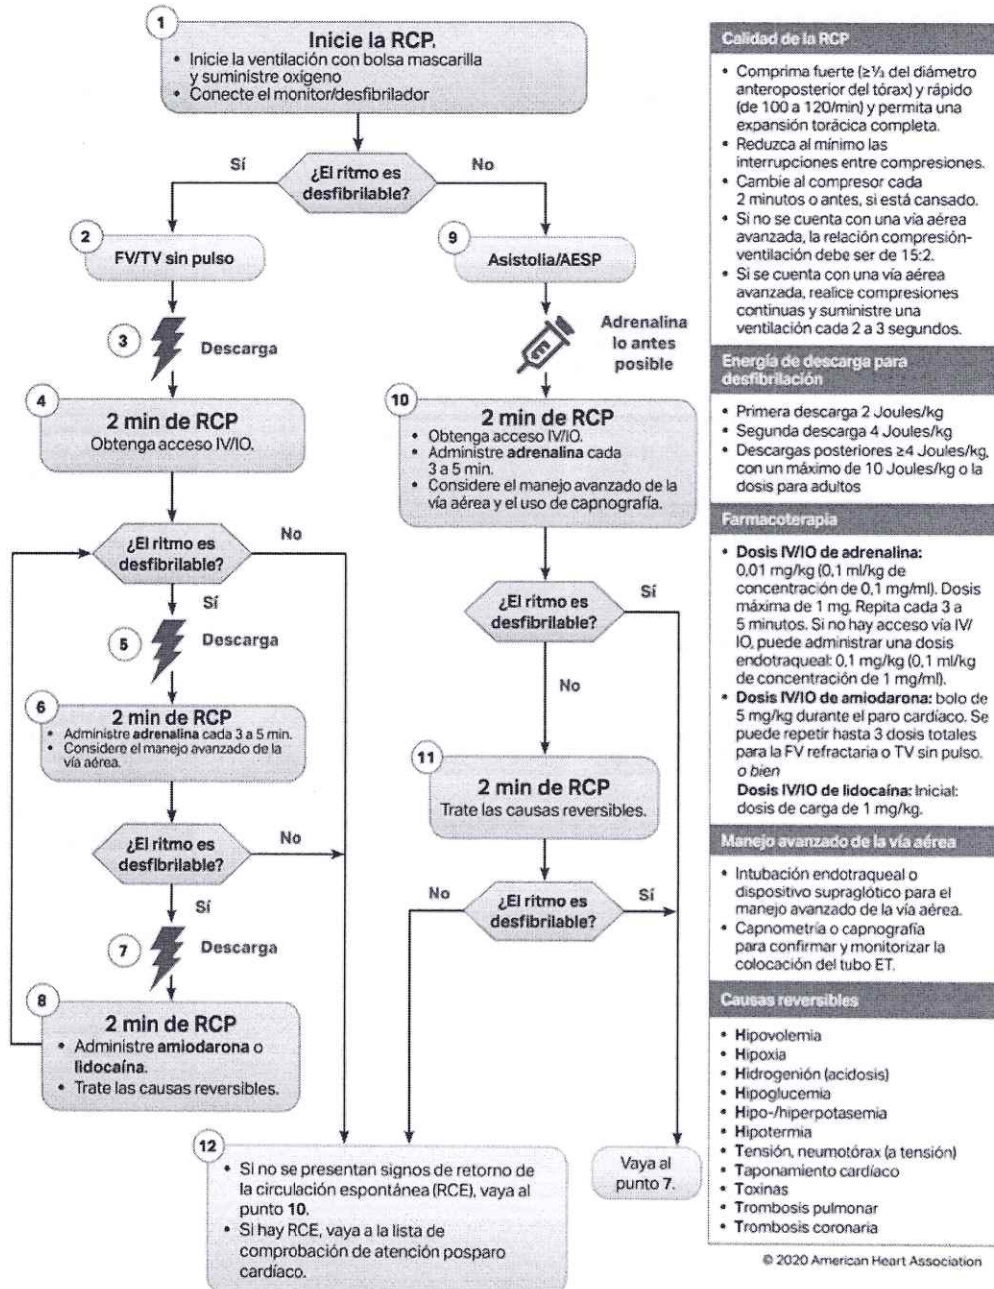 1
Inicie la RCP.
• Inicie la ventilación con bolsa mascarilla
y suministre oxígeno
• Conecte el monitor/desfibrilador
¿El ritmo es
desfibrilable?
Sí
No
2
FV/TV sin pulso
3
Descarga
4
2 min de RCP
Obtenga acceso IV/IO.
¿El ritmo es
desfibrilable?
No
Sí
5
Descarga
6
2 min de RCP
• Administre adrenalina cada 3 a 5 min.
• Considere el manejo avanzado de la
vía aérea.
¿El ritmo es
desfibrilable?
No
Sí
7
Descarga
8
2 min de RCP
• Administre amiodarona o
lidocaína.
• Trate las causas reversibles.
9
Asistolia/AESP
Adrenalina
lo antes
posible
10
2 min de RCP
• Obtenga acceso IV/IO.
• Administre adrenalina cada
3 a 5 min.
• Considere el manejo avanzado de la
vía aérea y el uso de capnografía.
¿El ritmo es
desfibrilable?
Sí
No
11
2 min de RCP
Trate las causas reversibles.
¿El ritmo es
desfibrilable?
No
Sí
12
• Si no se presentan signos de retorno de
la circulación espontánea (RCE), vaya al
punto 10.
• Si hay RCE, vaya a la lista de
comprobación de atención posparo
cardíaco.
Vaya al
punto 7.
Calidad de la RCP
• Comprima fuerte (≥⅓ del diámetro
anteroposterior del tórax) y rápido
(de 100 a 120/min) y permita una
expansión torácica completa.
• Reduzca al mínimo las
interrupciones entre compresiones.
• Cambie al compresor cada
2 minutos o antes, si está cansado.
• Si no se cuenta con una vía aérea
avanzada, la relación compresión-
ventilación debe ser de 15:2.
• Si se cuenta con una vía aérea
avanzada, realice compresiones
continuas y suministre una
ventilación cada 2 a 3 segundos.
Energía de descarga para
desfibrilación
• Primera descarga 2 Joules/kg
• Segunda descarga 4 Joules/kg
• Descargas posteriores ≥4 Joules/kg,
con un máximo de 10 Joules/kg o la
dosis para adultos
Farmacoterapia
• Dosis IV/IO de adrenalina:
0,01 mg/kg (0,1 ml/kg de
concentración de 0,1 mg/ml). Dosis
máxima de 1 mg. Repita cada 3 a
5 minutos. Si no hay acceso vía IV/
IO, puede administrar una dosis
endotraqueal: 0,1 mg/kg (0,1 ml/kg
de concentración de 1 mg/ml).
• Dosis IV/IO de amiodarona: bolo de
5 mg/kg durante el paro cardíaco. Se
puede repetir hasta 3 dosis totales
para la FV refractaria o TV sin pulso.
o bien
Dosis IV/IO de lidocaína: Inicial:
dosis de carga de 1 mg/kg.
Manejo avanzado de la vía aérea
• Intubación endotraqueal o
dispositivo supraglótico para el
manejo avanzado de la vía aérea.
• Capnometría o capnografía
para confirmar y monitorizar la
colocación del tubo ET.
Causas reversibles
• Hipovolemia
• Hipoxia
• Hidrogenión (acidosis)
• Hipoglucemia
• Hipo-/hiperpotasemia
• Hipotermia
• Tensión, neumotórax (a tensión)
• Taponamiento cardíaco
• Toxinas
• Trombosis pulmonar
• Trombosis coronaria
© 2020 American Heart Association